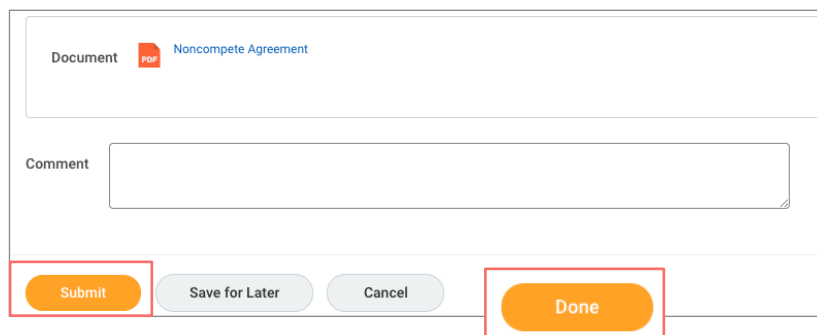 Document PDF Noncompete Agreement
Comment
Submit Save for Later Cancel Done